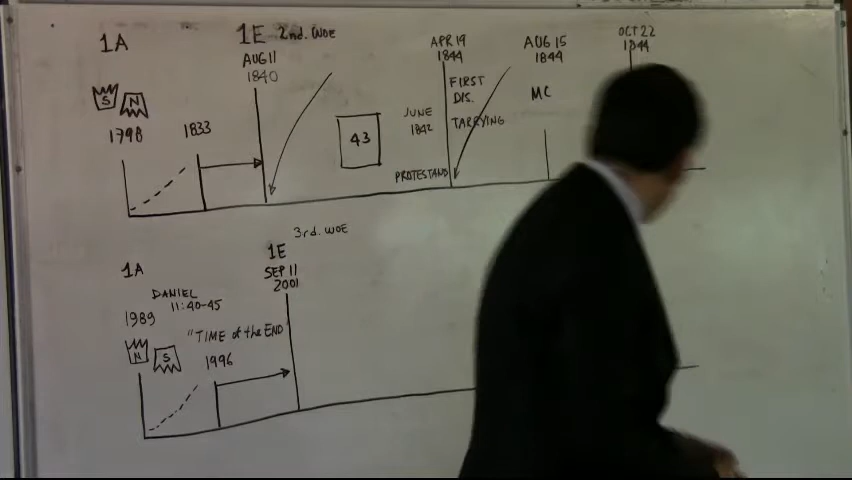 1A
1E 2nd. WOE
AUG 11
1840
APR 19
1844
AUG 15
1844
OCT 22
1844
S
N
1798
1833
43
JUNE
1842
FIRST
DIS.
TARRYING
MC
PROTESTAND
3rd. WOE
1E
SEP 11
2001
1A
DANIEL
11:40-45
1989
"TIME of the END"
N
S
1996